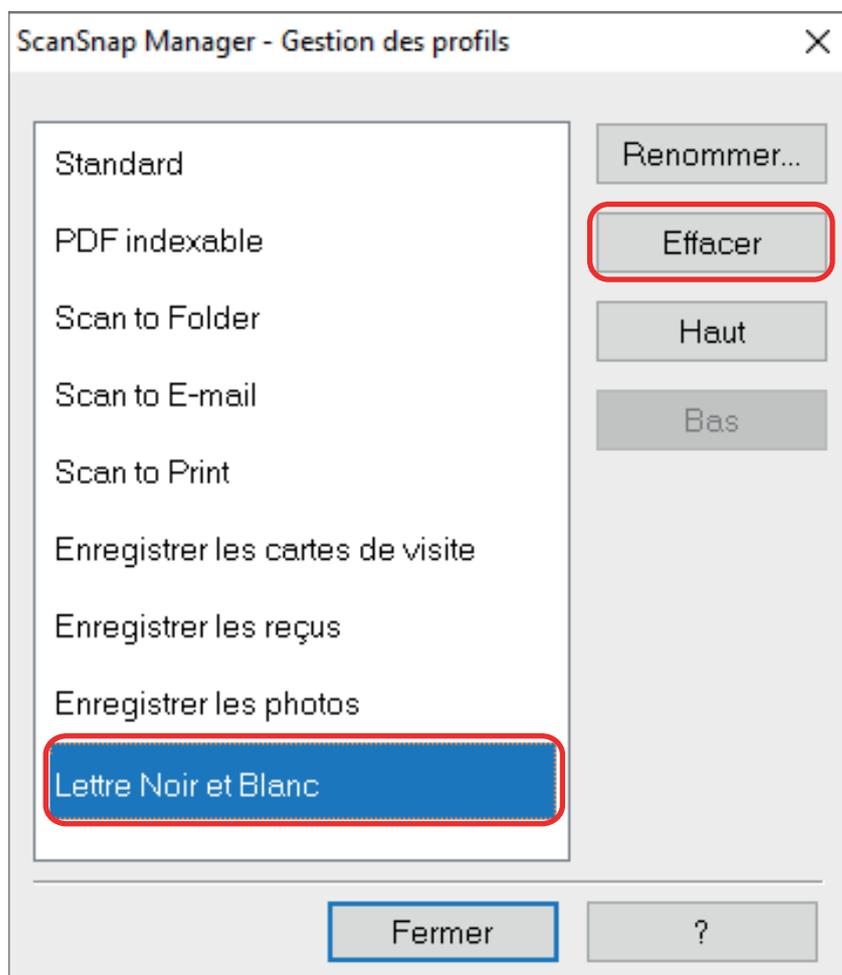 ScanSnap Manager - Gestion des profils
Standard
PDF indexable
Scan to Folder
Scan to E-mail
Scan to Print
Enregistrer les cartes de visite
Enregistrer les reçus
Enregistrer les photos
Lettre Noir et Blanc
Renommer...
Effacer
Haut
Bas
Fermer
?